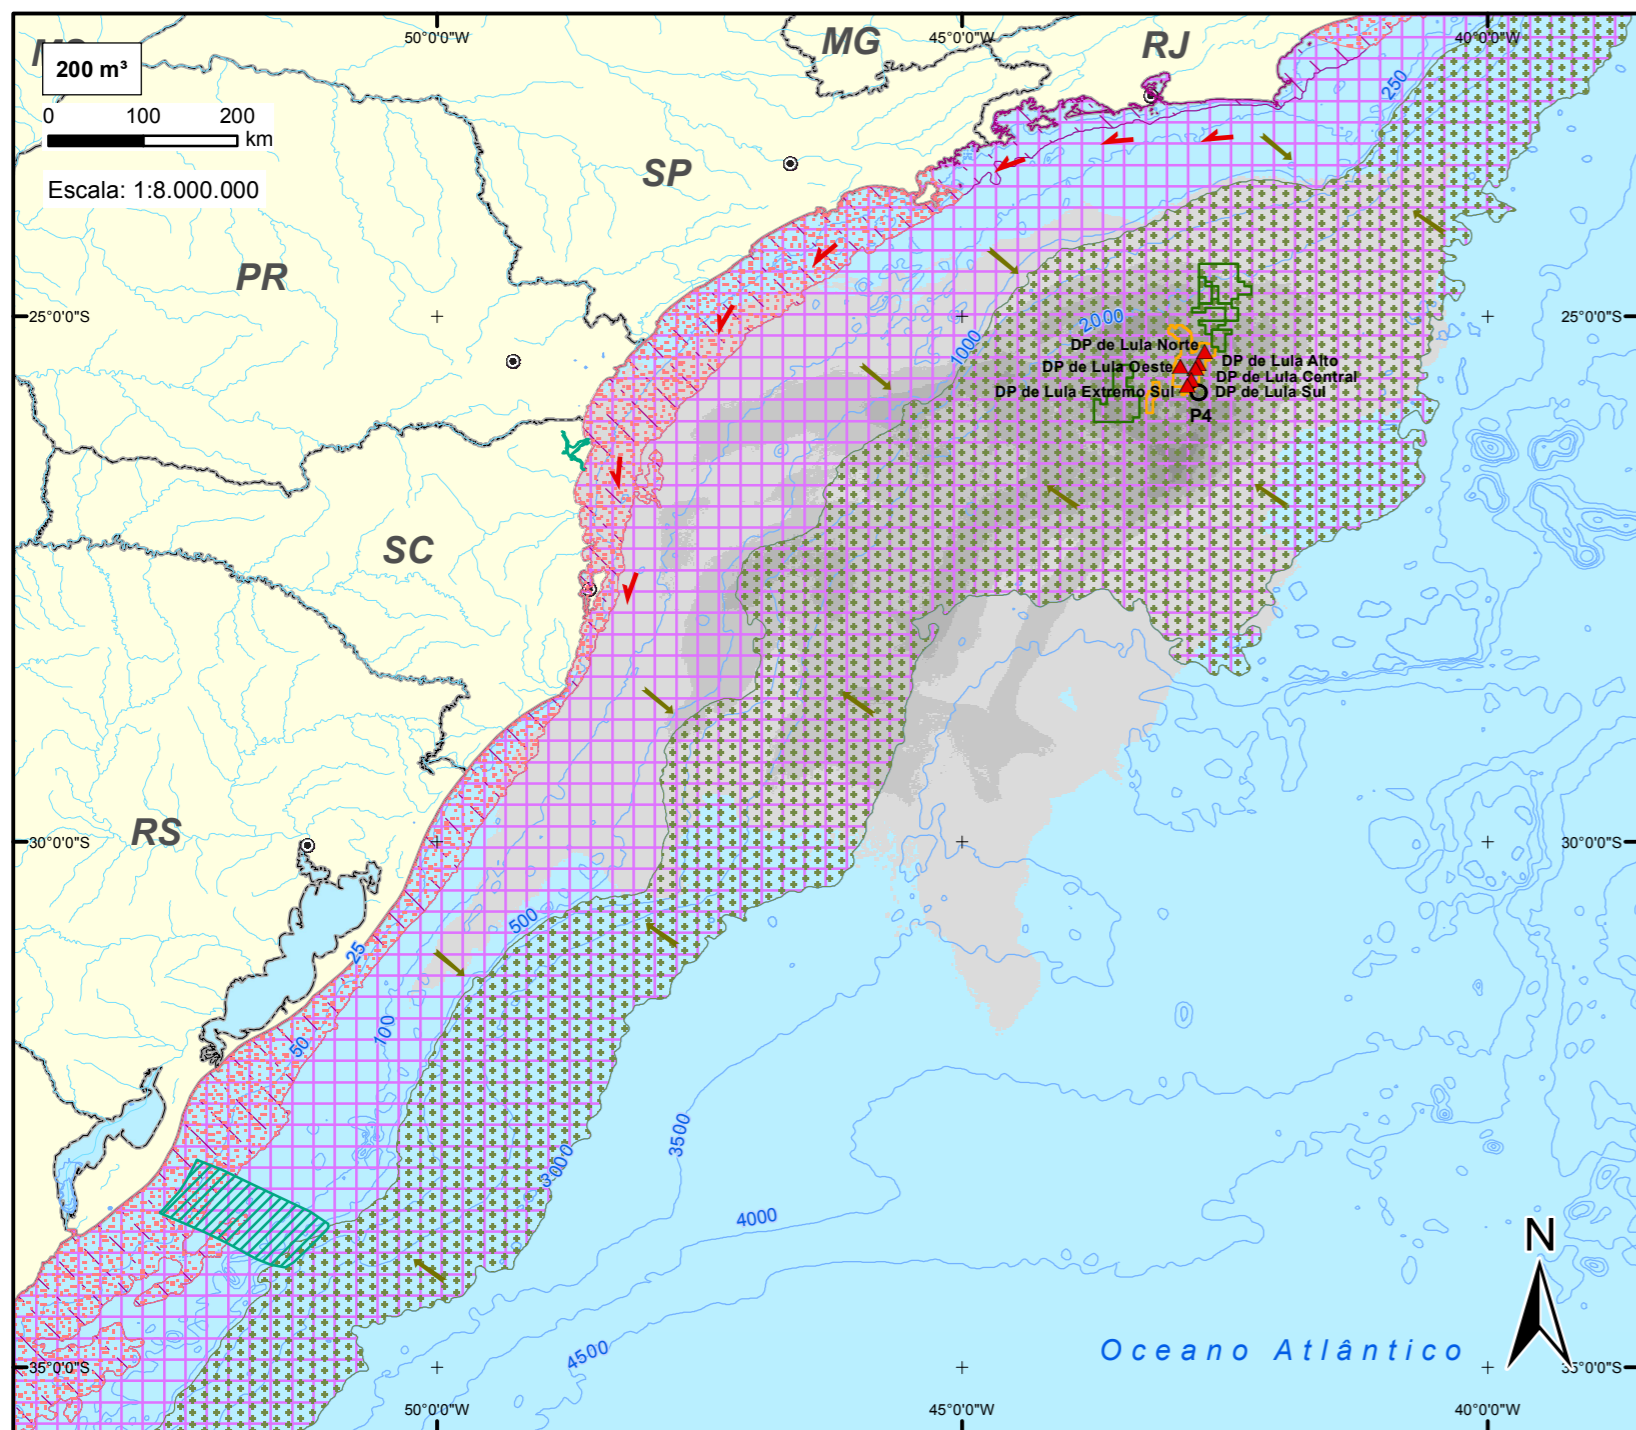 50°0'0"W
45°0'0"W
40°0'0"W
MG
RJ
200 m³
0 100 200
km
Escala: 1:8.000.000
250
SP
PR
25°0'0"S
25°0'0"S
2000
1000
DP de Lula Norte
DP de Lula Alto
DP de Lula Oeste
DP de Lula Central
DP de Lula Extremo Sul
DP de Lula Sul
P4
SC
RS
30°0'0"S
30°0'0"S
500
25
100
50
3500
3000
4000
N
4500
Oceano Atlântico
35°0'0"S
35°0'0"S
50°0'0"W
45°0'0"W
40°0'0"W